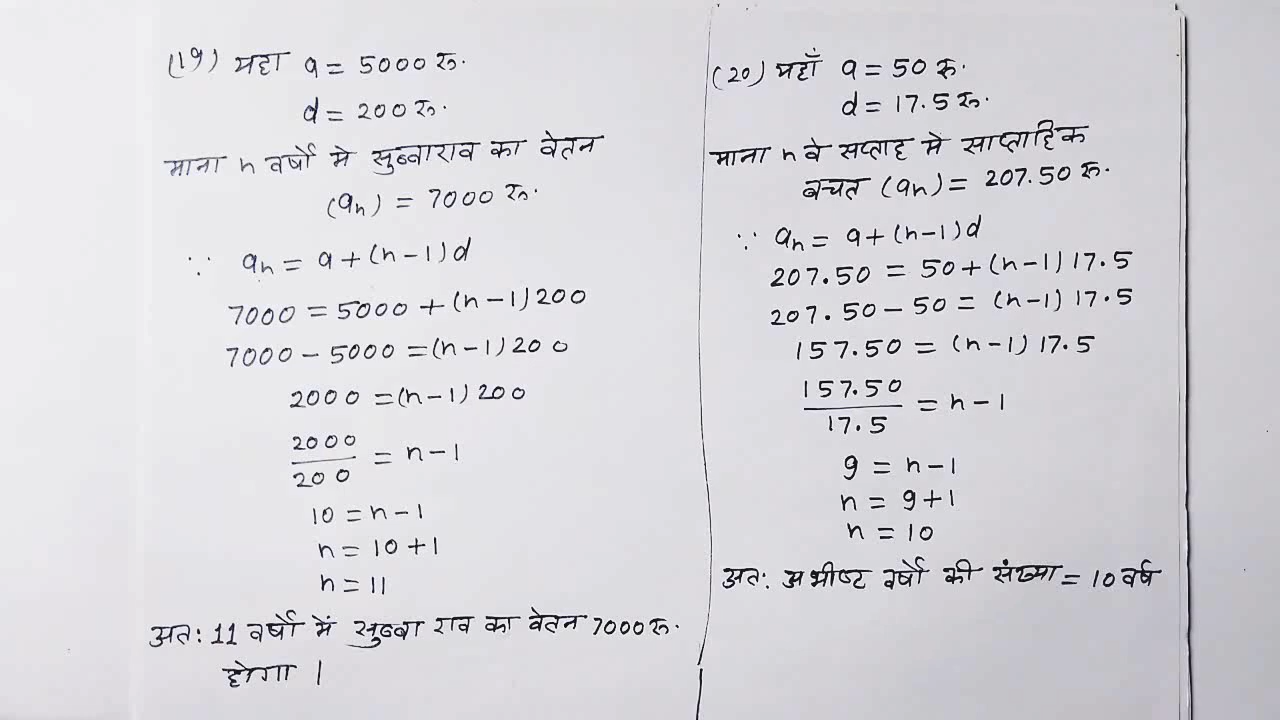 (19) यहा a = 5000 रू.
d = 200 रू.
माना n वर्षों मे सुब्बाराव का वेतन
(an) = 7000 रू.
∵ an = a + (n-1)d
7000 = 5000 + (n-1)200
7000 - 5000 = (n-1)200
2000 = (n-1)200
2000/200 = n-1
10 = n-1
n = 10 + 1
n = 11
अत: 11 वर्षों में सुब्बा राव का वेतन 7000 रू.
होगा |
(20) यहाँ a = 50 रू.
d = 17.5 रू.
माना n वे सप्ताह मे साप्ताहिक
बचत (an) = 207.50 रू.
∵ an = a + (n-1)d
207.50 = 50 + (n-1) 17.5
207.50 - 50 = (n-1) 17.5
157.50 = (n-1) 17.5
157.50/17.5 = n-1
9 = n-1
n = 9+1
n = 10
अत: अभीष्ट वर्षो की संख्या = 10 वर्ष